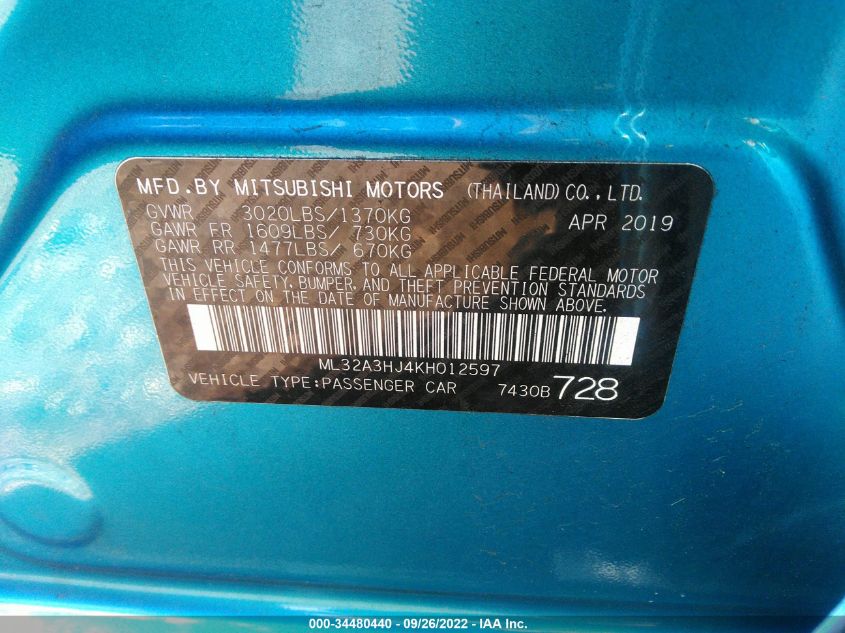 MFD.BY MITSUBISHI MOTORS (THAILAND) CO.,LTD.
GVWR 3020LBS/1370KG APR 2019
GAWR FR 1609LBS/ 730KG
GAWR RR 1477LBS/ 670KG
THIS VEHICLE CONFORMS TO ALL APPLICABLE FEDERAL MOTOR
VEHICLE SAFETY, BUMPER, AND THEFT PREVENTION STANDARDS
IN EFFECT ON THE DATE OF MANUFACTURE SHOWN ABOVE.
ML32A3HJ4KH012597
VEHICLE TYPE:PASSENGER CAR 7430B 728
000-34480440 - 09/26/2022 - IAA Inc.